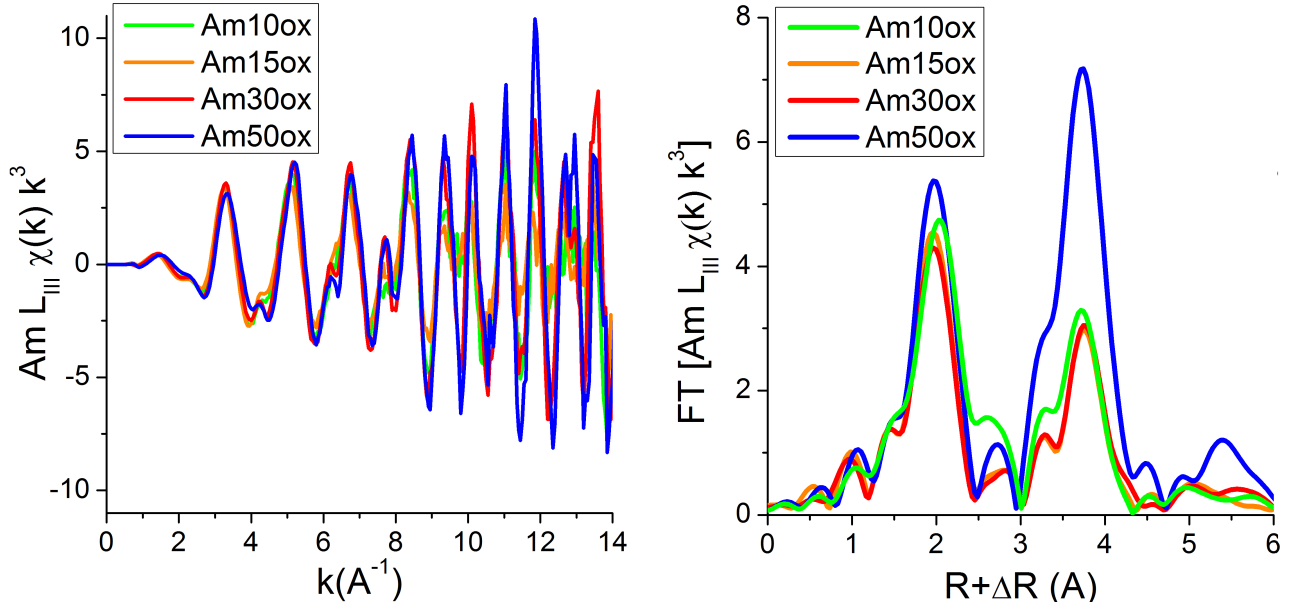 Am10ox
Am15ox
Am30ox
Am50ox
10
5
0
-5
-10
0 2 4 6 8 10 12 14
k(A⁻¹)
Am L_III χ(k) k³
Am10ox
Am15ox
Am30ox
Am50ox
8
6
4
2
0
0 1 2 3 4 5 6
R+ΔR (A)
FT [Am L_III χ(k) k³]